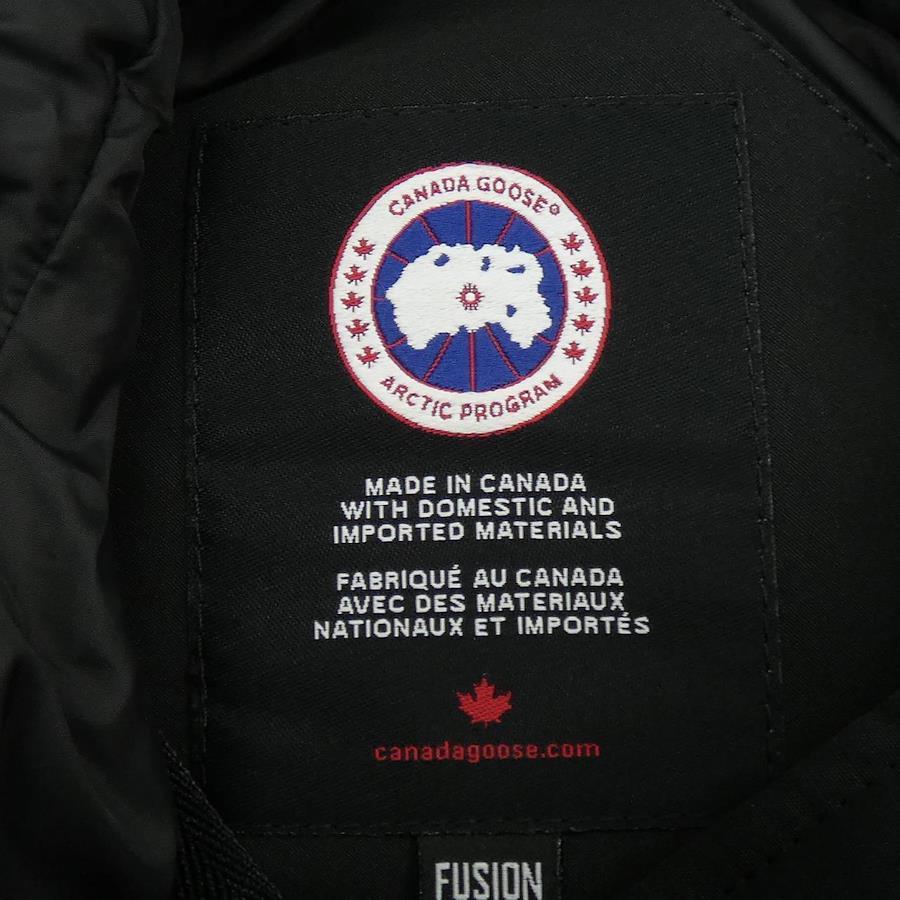 CANADA GOOSE®
ARCTIC PROGRAM
MADE IN CANADA
WITH DOMESTIC AND
IMPORTED MATERIALS
FABRIQUÉ AU CANADA
AVEC DES MATERIAUX
NATIONAUX ET IMPORTÉS
canadagoose.com
FUSION